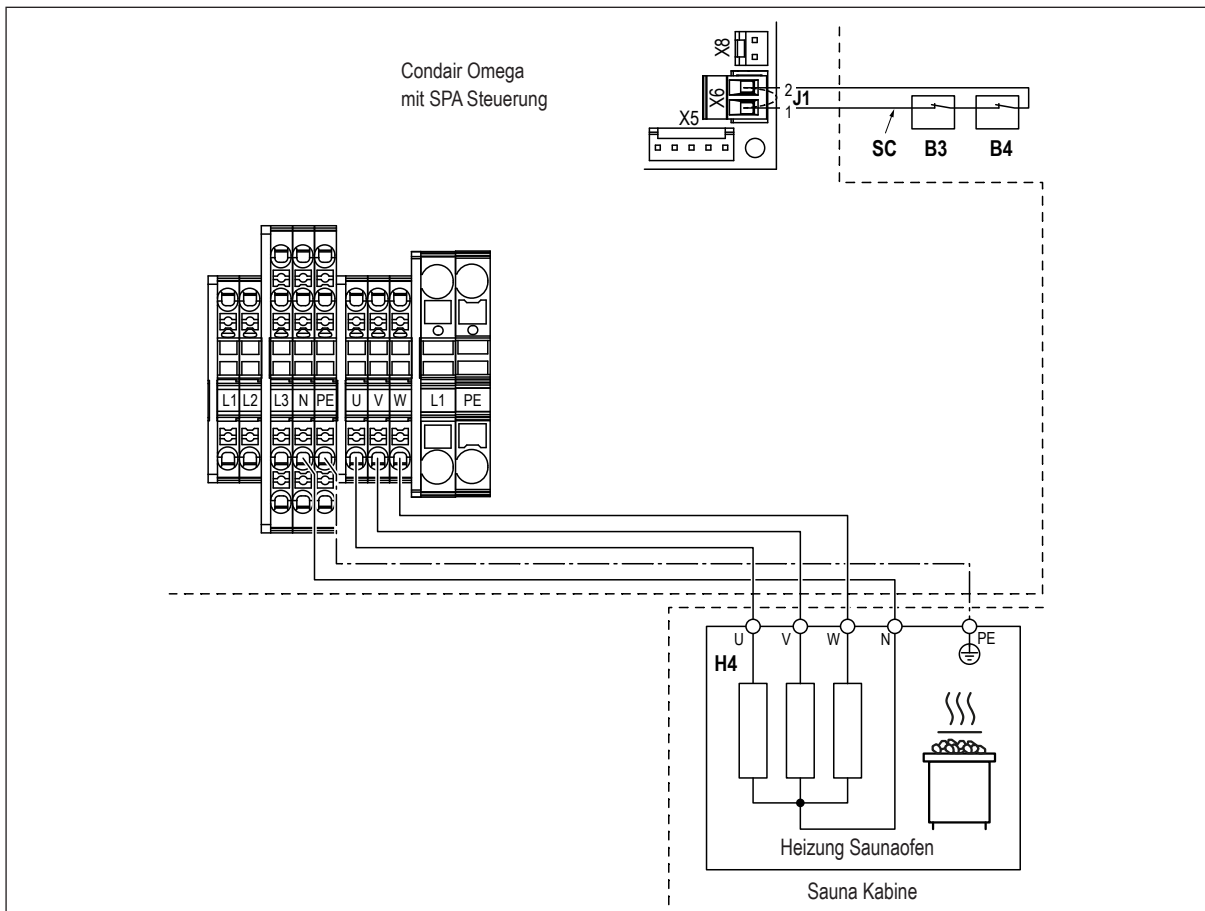 Condair Omega
mit SPA Steuerung
X8
X6
2
J1
1
X5
SC
B3
B4
L1 L2 L3 N PE U V W L1 PE
U
V
W
N
PE
H4
Heizung Saunaofen
Sauna Kabine